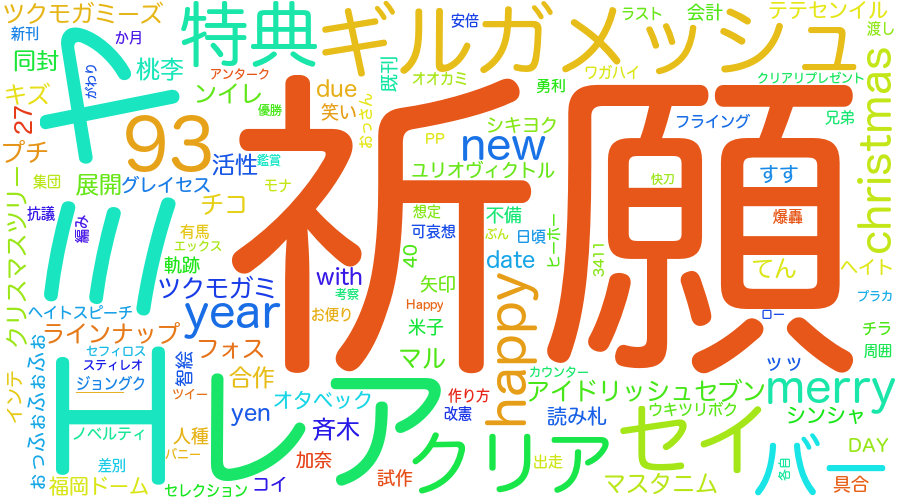 ツクモガミーズ
新刊
か月
特典
ギルガメッシュ
安倍
ラスト
会計
テテセンイル
渡し
同封
がわり
桃李
アンターク
オオカミ
ワガハイ
クリアリプレゼント
キズ
ンイレ
優勝
due
笑い
おっさん
既刊
勇利
兄弟
christmas
27
チ
93
PP
シキヨク
フライング
プチ
活性
鑑賞
new
ユリオヴィクトル
快刀
すす
集団
展開
グレイセス
モナ
祈願
抗議
編み
ミ
チコ
想定
不備
爆轟
可哀想
ぶん
日頃
ヒーホー
有馬
エックス
40
date
3411
てん
ヘイト
クリスマスツリー
軌跡
with
矢印
ツクモガミ
考察
Happy
happy
プラカ
ヘイトスピーチ
year
お便り
米子
ロー
ラインナップ
チラ
セフィロス
フォス
マル
周囲
スティレオ
智絵
カウンター
ッッ
ジョングク
合作
レア
アイドリッシュセブン
merry
インテ
H
ツイー
オタベック
作り方
ウキツリボク
yen
改憲
読み札
セイ
シンシャ
おっふぉふぉふぉ
ノベルティ
人種
斉木
クリア
バー
DAY
バニー
差別
加奈
出走
各自
福岡ドーム
セレクション
コイ
試作
マスタニム
具合